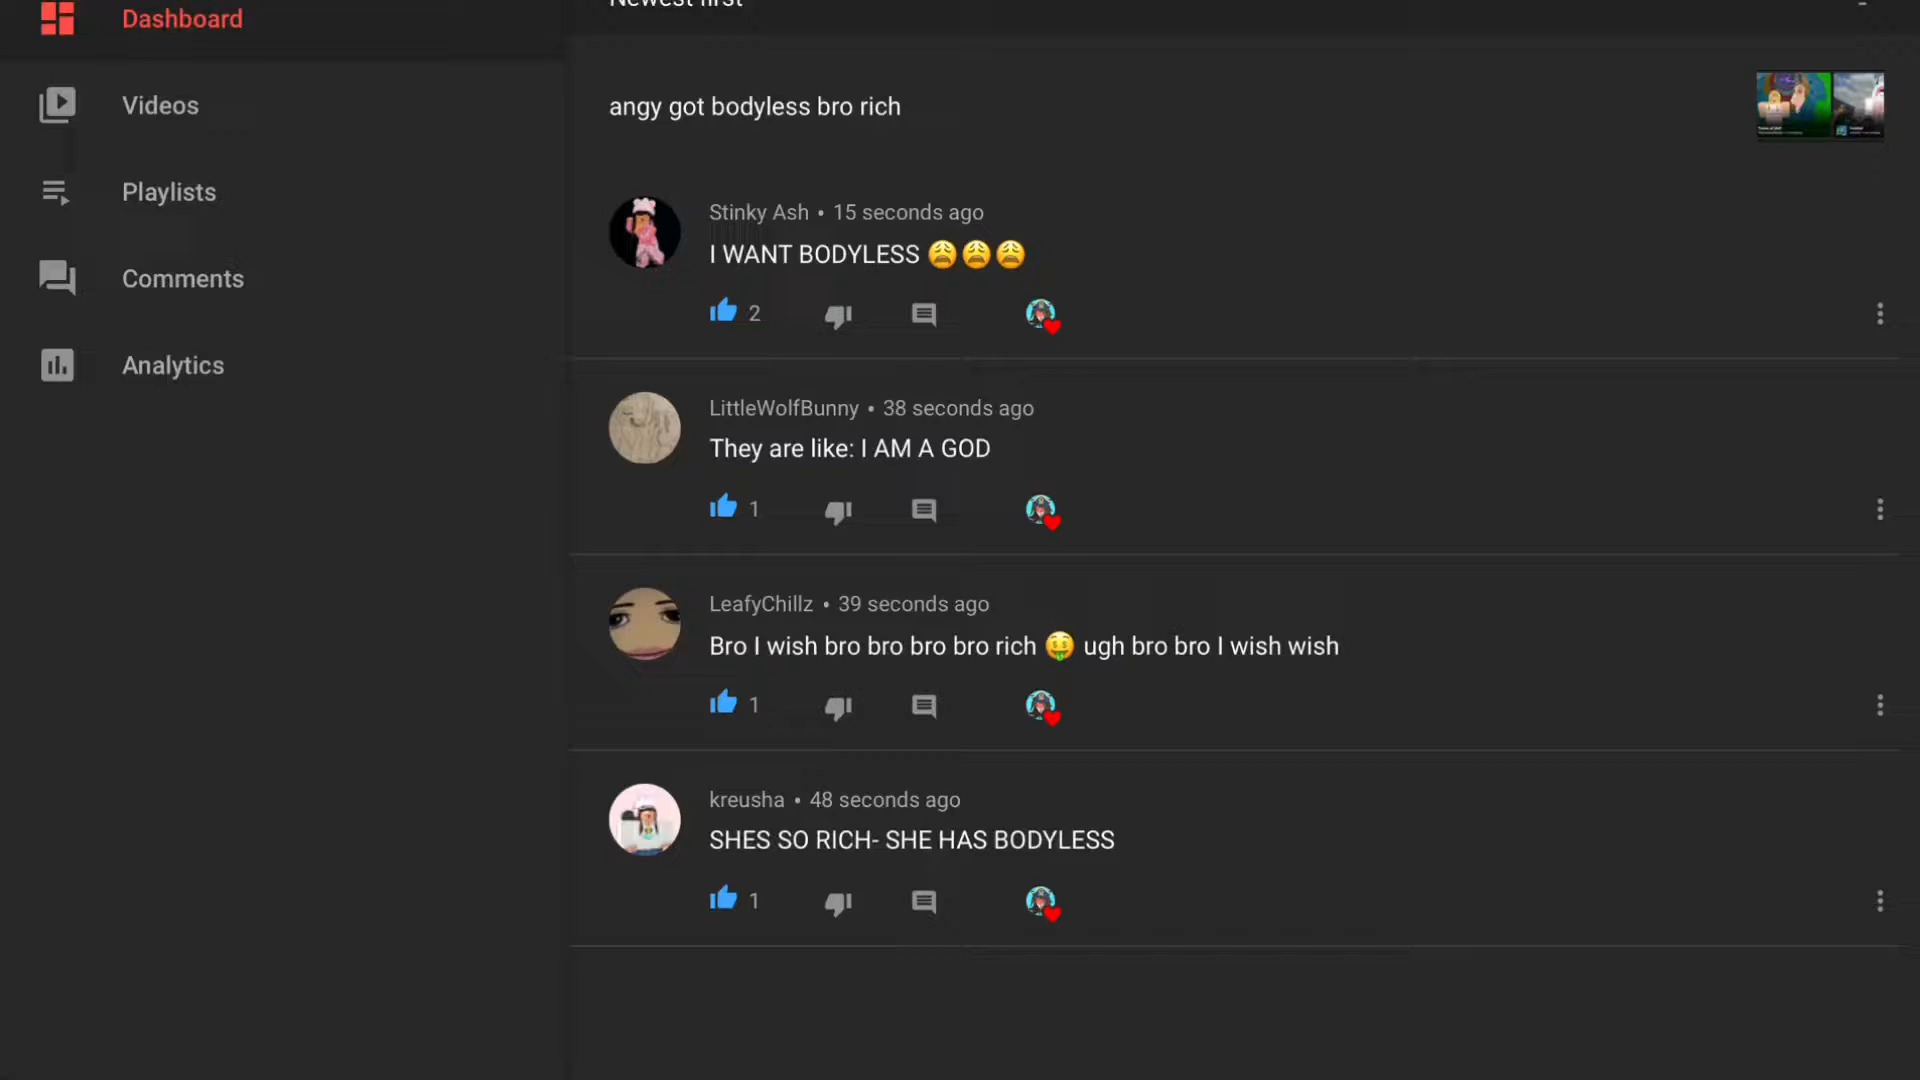 Dashboard
Newest first
Videos
angy got bodyless bro rich
Playlists
Stinky Ash • 15 seconds ago
I WANT BODYLESS 😩😩😩
2
Comments
Analytics
LittleWolfBunny • 38 seconds ago
They are like: I AM A GOD
1
LeafyChillz • 39 seconds ago
Bro I wish bro bro bro bro rich 🤑 ugh bro bro I wish wish
1
kreusha • 48 seconds ago
SHES SO RICH- SHE HAS BODYLESS
1